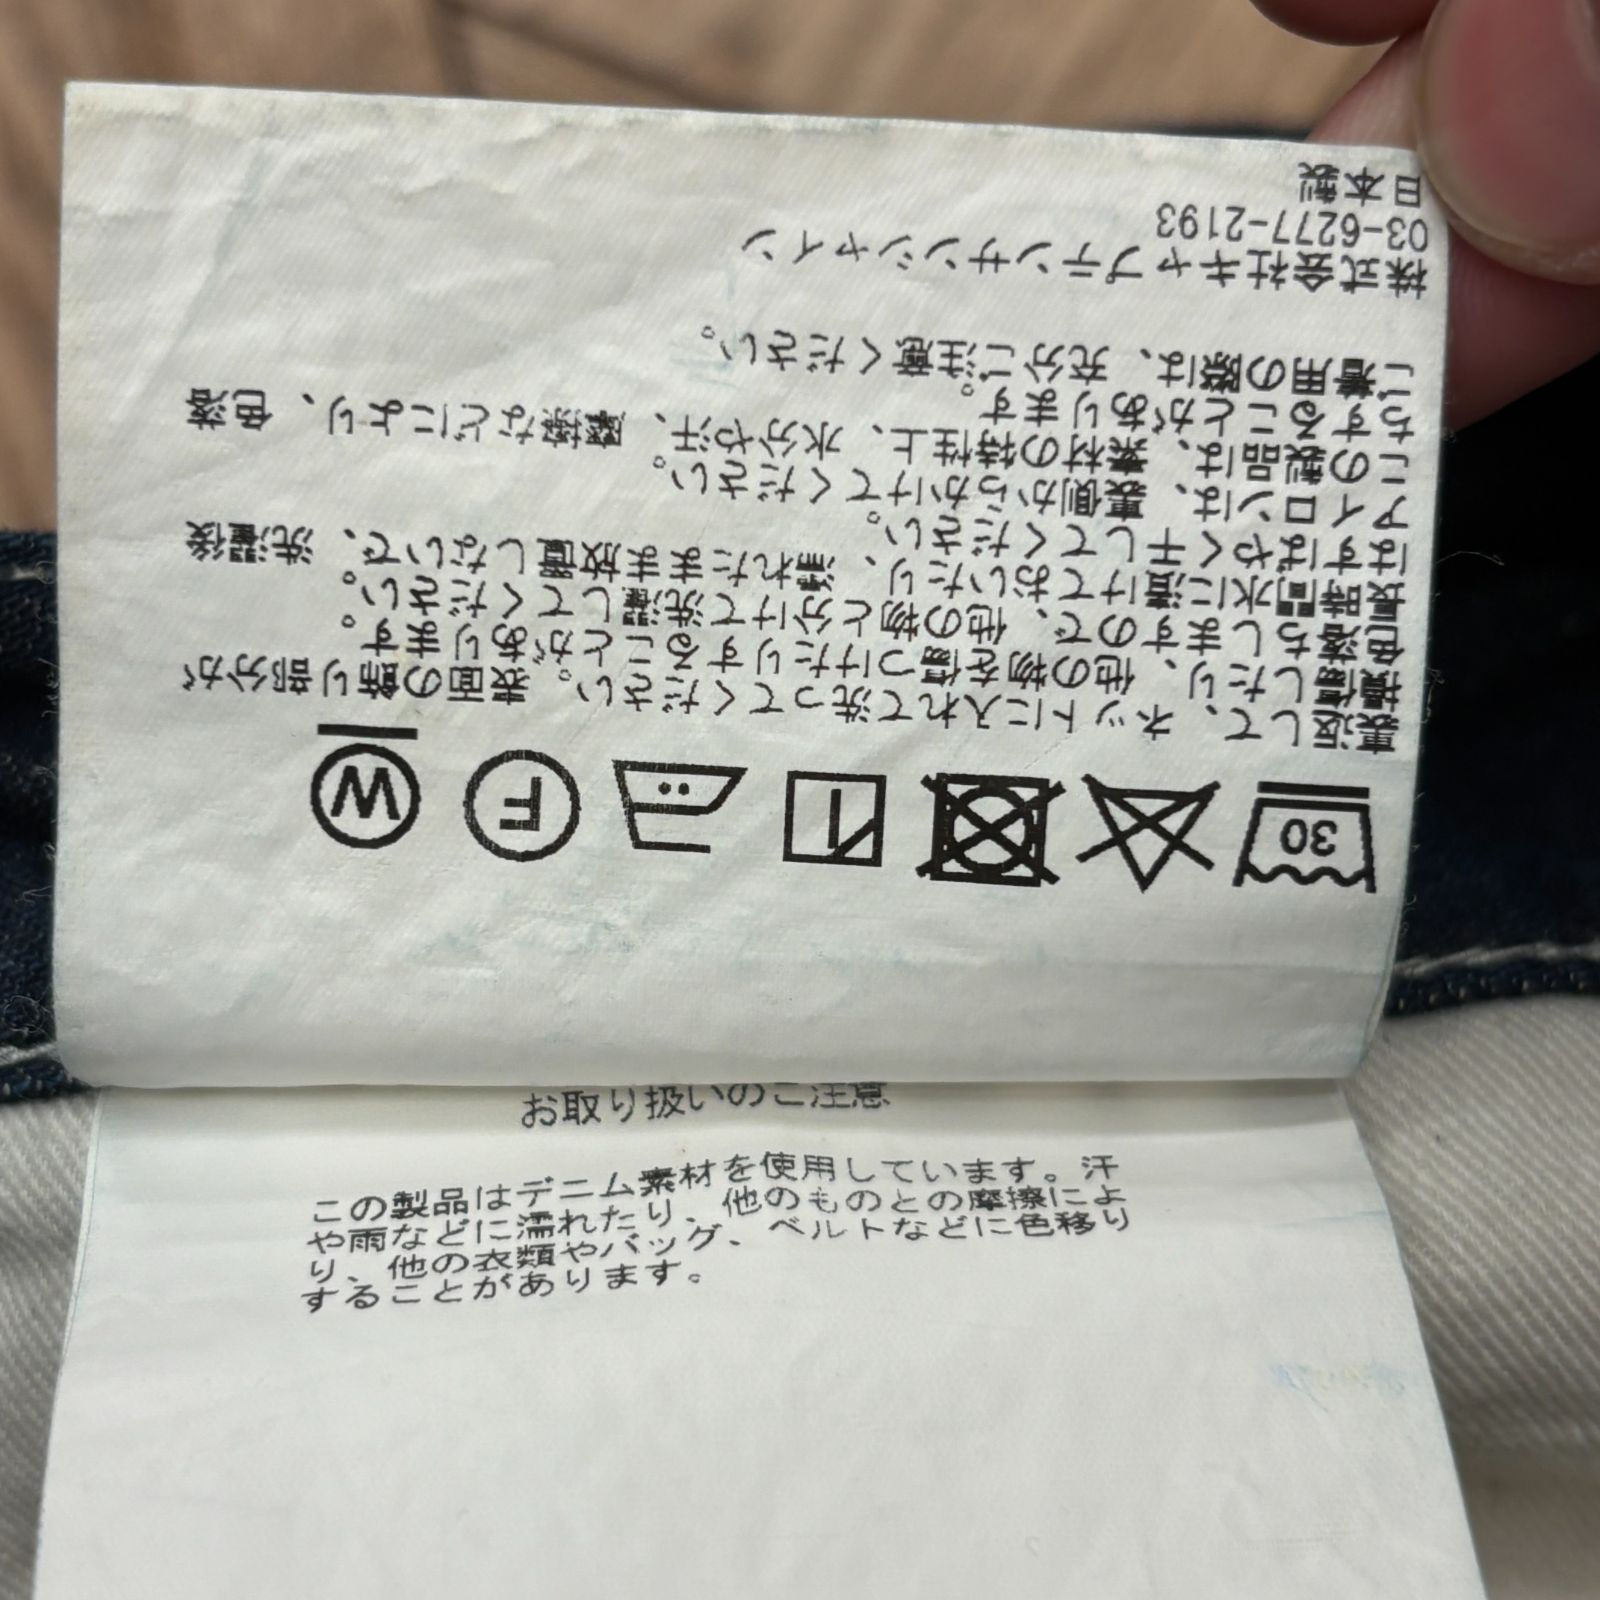 30
F
W
裏返して、ネットに入れて洗ってください。表面の飾り部分が
損傷したり、他の物を傷つけたりすることがあります。
色落ちしますので、他の物と分けて洗濯してください。
長時間水に浸けておいたり、濡れたまま放置しないで、洗濯後
はすばやく干してください。
アイロンは、裏側からかけてください。
この製品は、素材の特性上、水分や汗、摩擦などにより、色落
ちすることがあります。
ご着用の際は、充分ご注意ください。
株式会社キャプテンサンシャイン
03-6277-2193
日本製
お取り扱いのご注意
この製品はデニム素材を使用しています。汗
や雨などに濡れたり、他のものとの摩擦によ
り、他の衣類やバッグ、ベルトなどに色移り
することがあります。